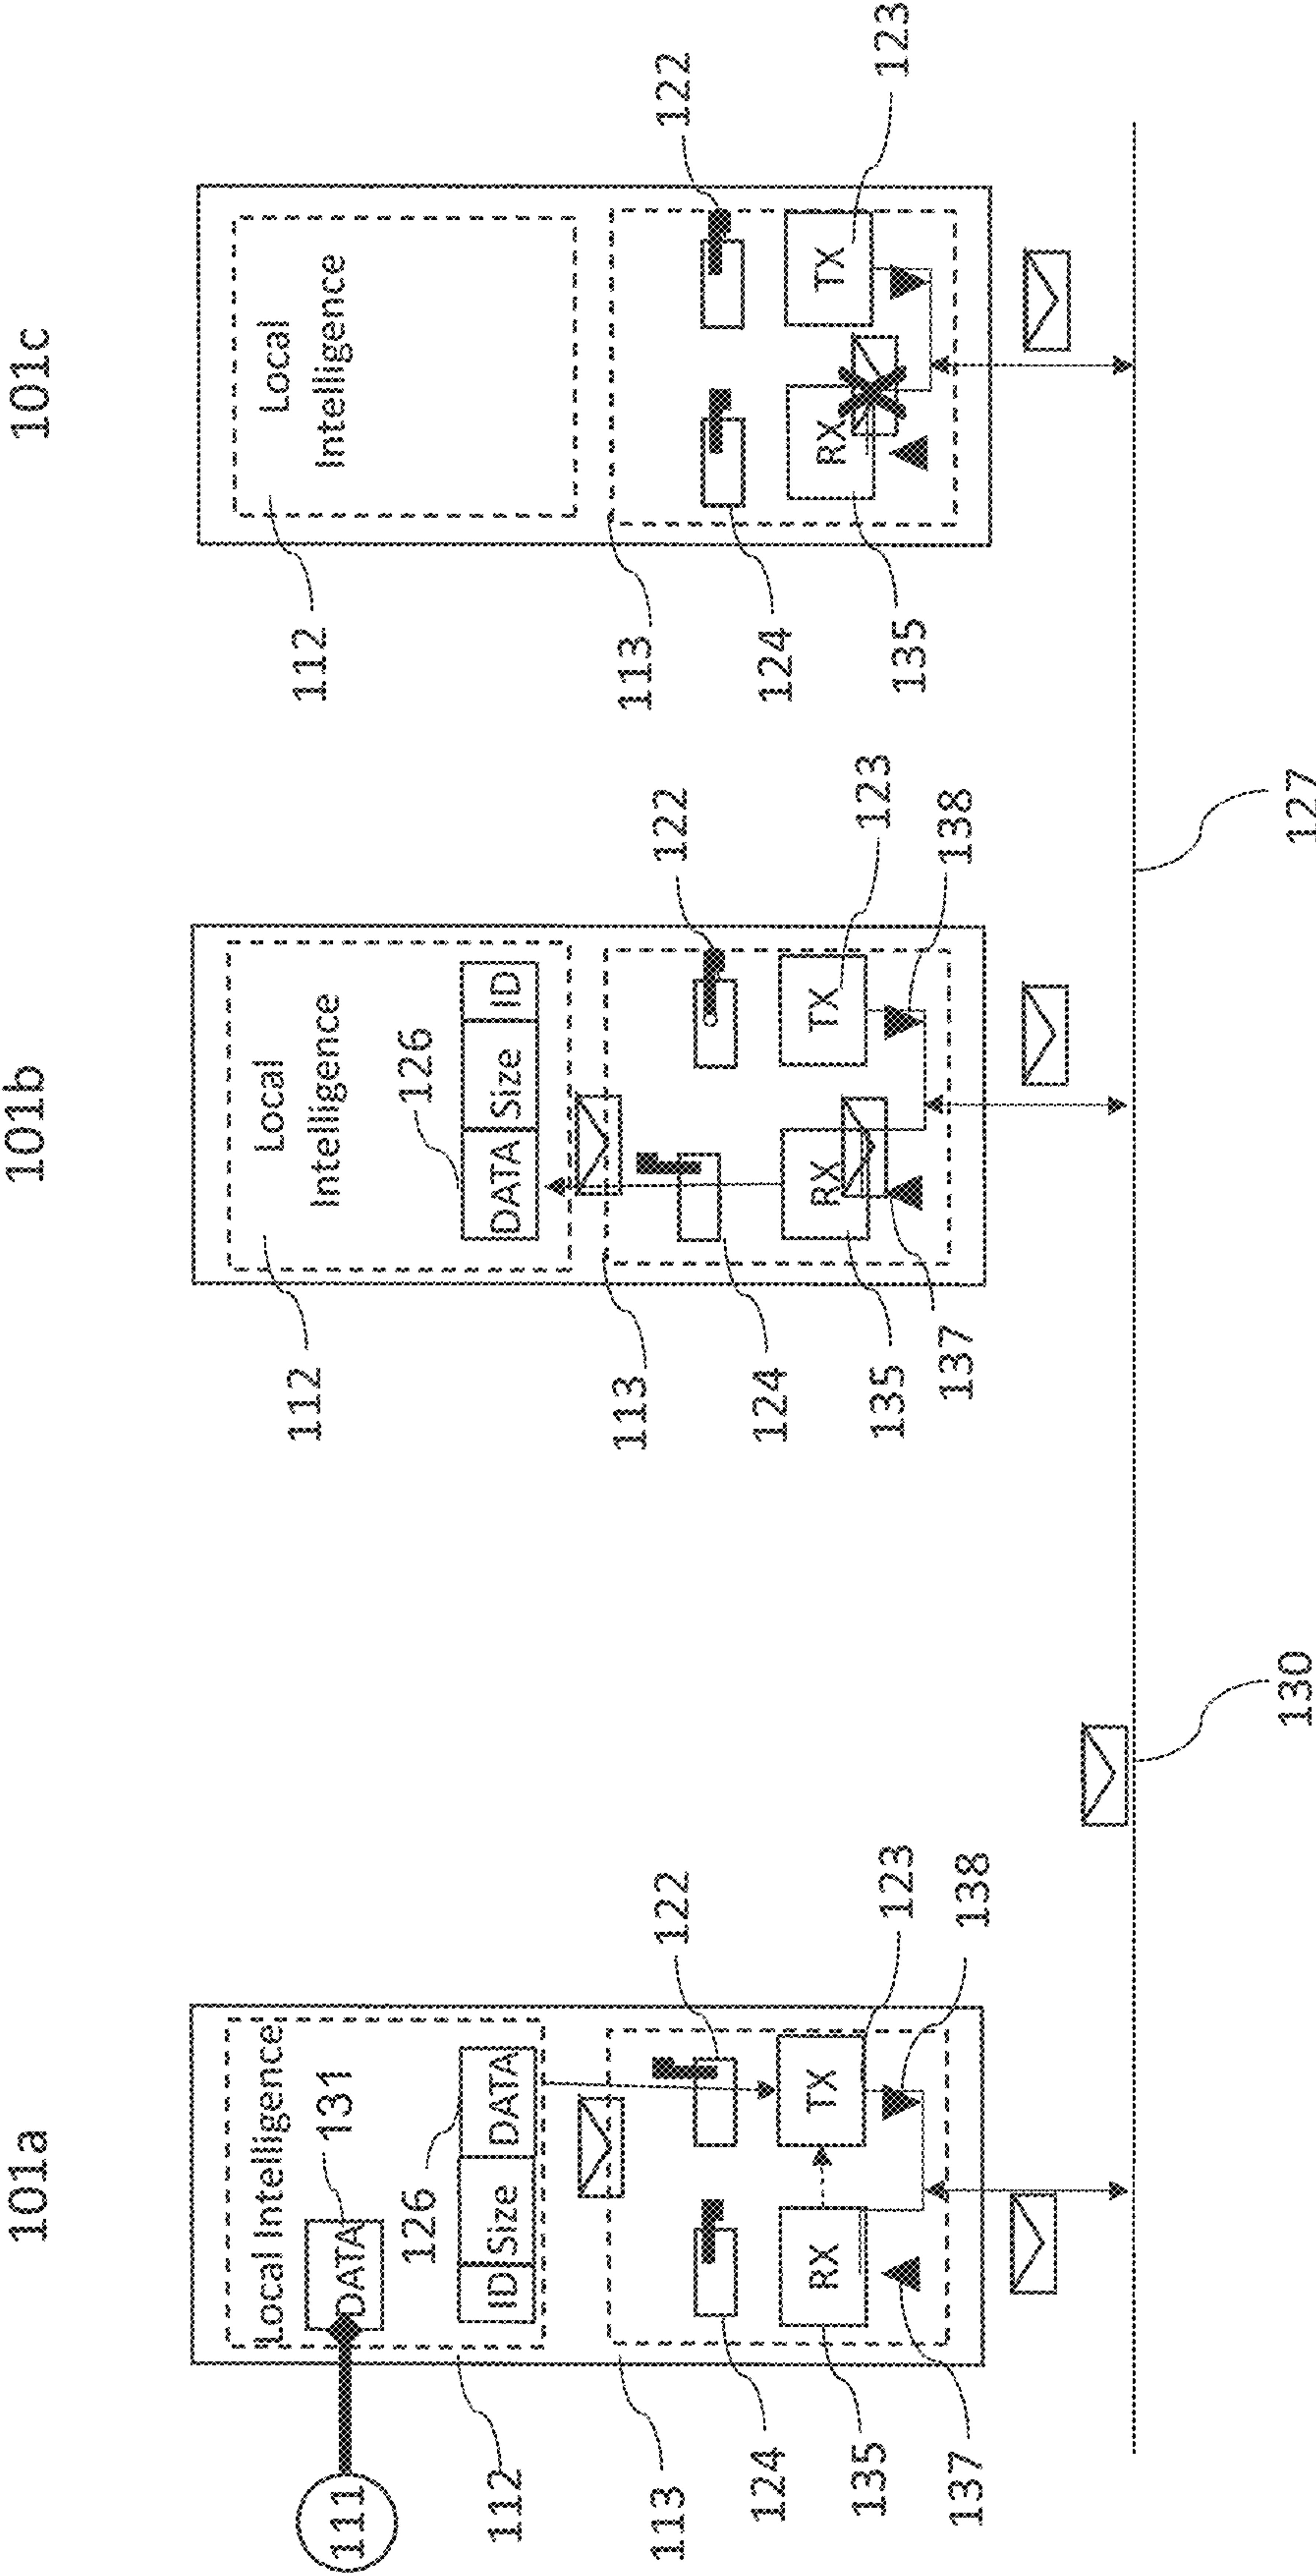 101a
111
Local Intelligence
DATA
131
126
ID Size DATA
112
113
122
124
RX
TX
123
135
137
138
101b
Local
Intelligence
126
DATA Size ID
112
113
122
124
RX
TX
123
135
137
138
101c
Local
Intelligence
112
113
122
124
RX
TX
123
135
130
127